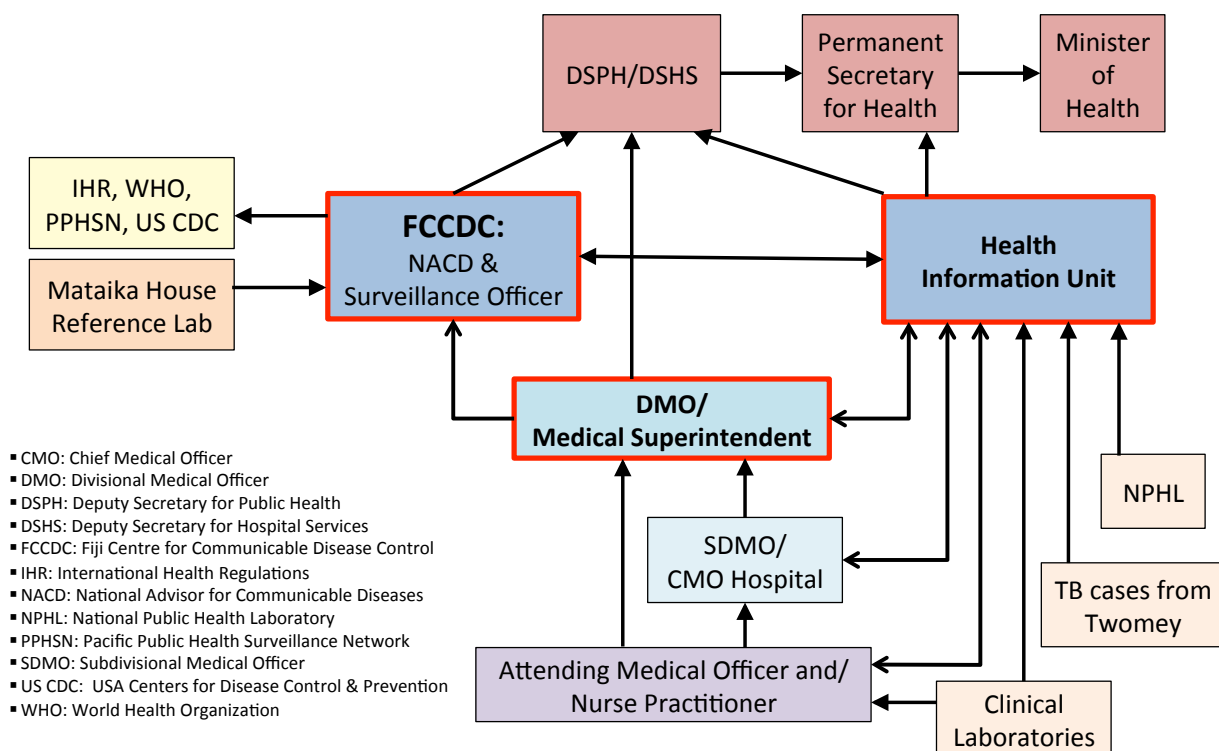 DSPH/DSHS
Permanent
Secretary
for Health
Minister
of
Health
IHR, WHO,
PPHSN, US CDC
FCCDC:
NACD &
Surveillance Officer
Health
Information Unit
Mataika House
Reference Lab
DMO/
Medical Superintendent
▪ CMO: Chief Medical Officer
▪ DMO: Divisional Medical Officer
▪ DSPH: Deputy Secretary for Public Health
▪ DSHS: Deputy Secretary for Hospital Services
▪ FCCDC: Fiji Centre for Communicable Disease Control
▪ IHR: International Health Regulations
▪ NACD: National Advisor for Communicable Diseases
▪ NPHL: National Public Health Laboratory
▪ PPHSN: Pacific Public Health Surveillance Network
▪ SDMO: Subdivisional Medical Officer
▪ US CDC: USA Centers for Disease Control & Prevention
▪ WHO: World Health Organization
NPHL
SDMO/
CMO Hospital
TB cases from
Twomey
Attending Medical Officer and/
Nurse Practitioner
Clinical
Laboratories